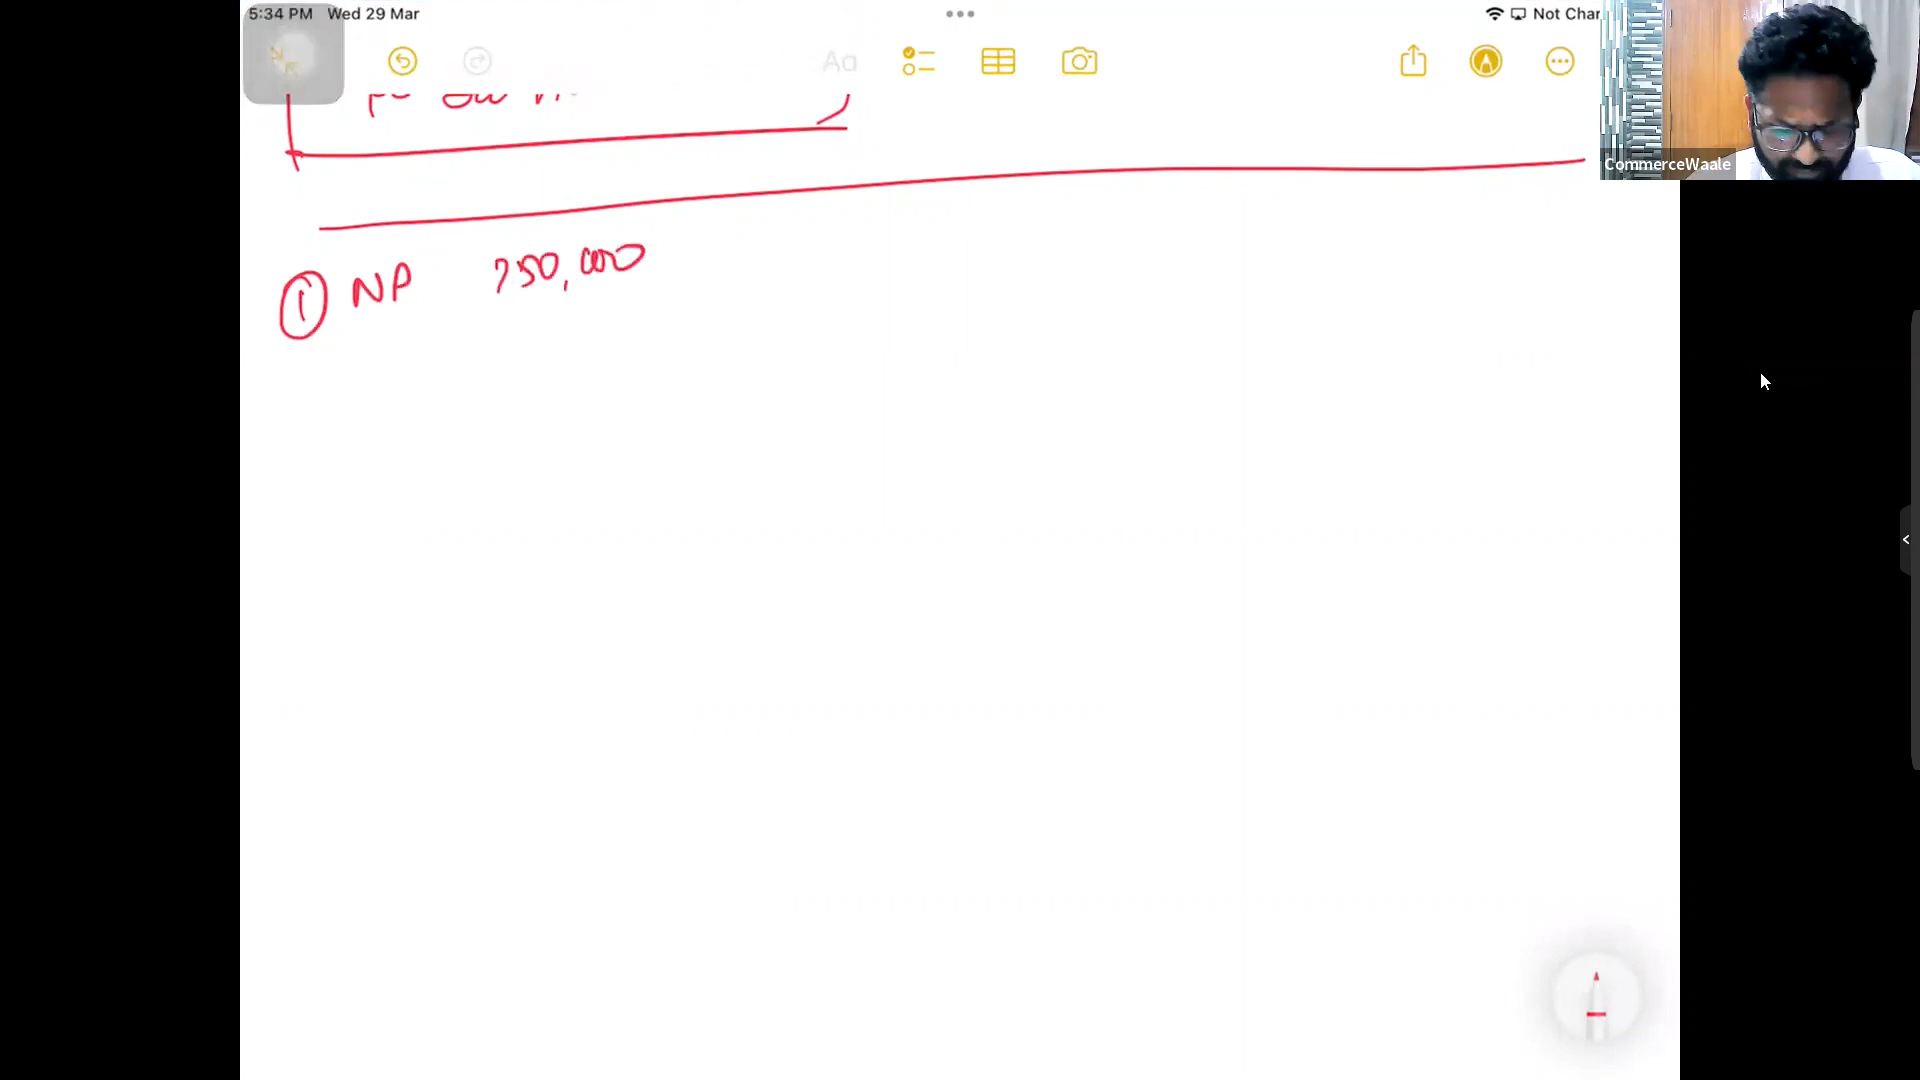 5:34 PM Wed 29 Mar
Not Char
Aa
CommerceWaale
① NP 750,000